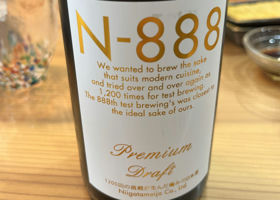 N-888
We wanted to brew the sake
that suits modern cuisine,
and tried over and over again as
1,200 times for test brewing.
The 888th test brewing's was closest to
the ideal sake of ours.
Premium
Draft
Niigatameijo Co., Ltd